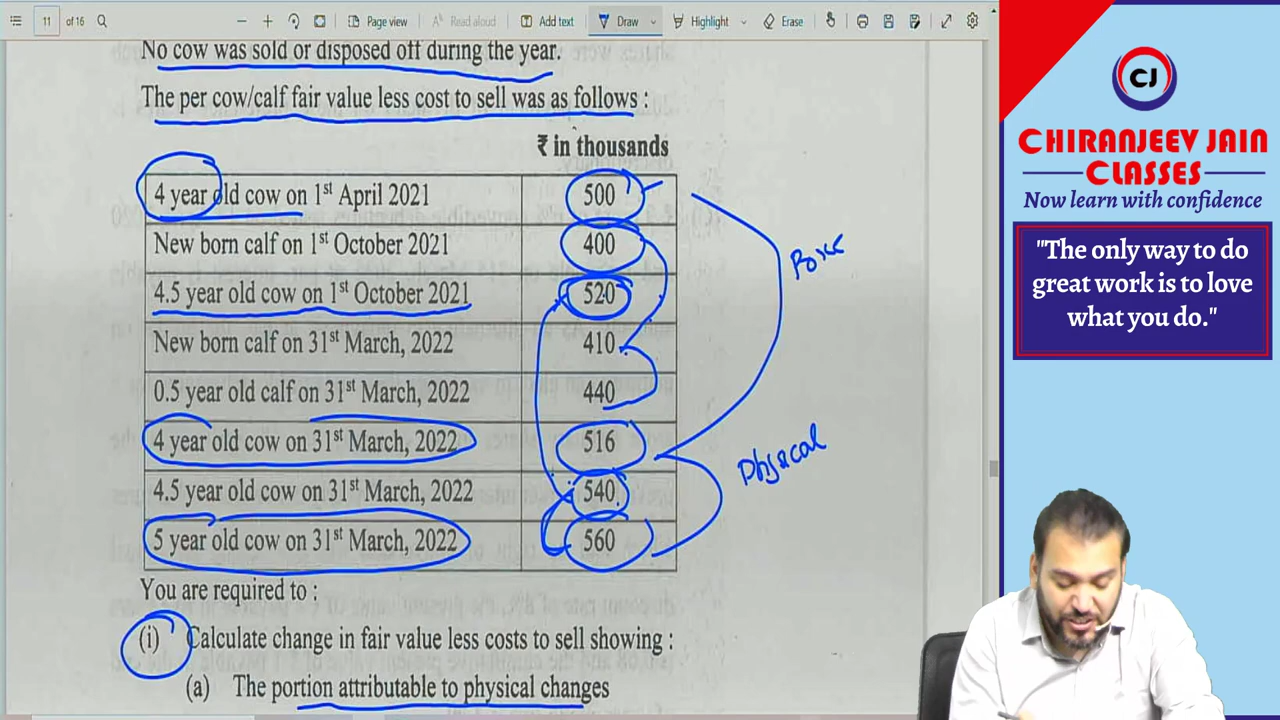 11 of 16
Page view
Read aloud
Add text
Draw
Highlight
Erase
No cow was sold or disposed off during the year.
The per cow/calf fair value less cost to sell was as follows :
₹ in thousands
4 year old cow on 1st April 2021 500
New born calf on 1st October 2021 400
4.5 year old cow on 1st October 2021 520
New born calf on 31st March, 2022 410
0.5 year old calf on 31st March, 2022 440
4 year old cow on 31st March, 2022 516
4.5 year old cow on 31st March, 2022 540
5 year old cow on 31st March, 2022 560
Physical
You are required to :
(i) Calculate change in fair value less costs to sell showing :
(a) The portion attributable to physical changes
CJ
CHIRANJEEV JAIN
CLASSES
Now learn with confidence
"The only way to do
great work is to love
what you do."